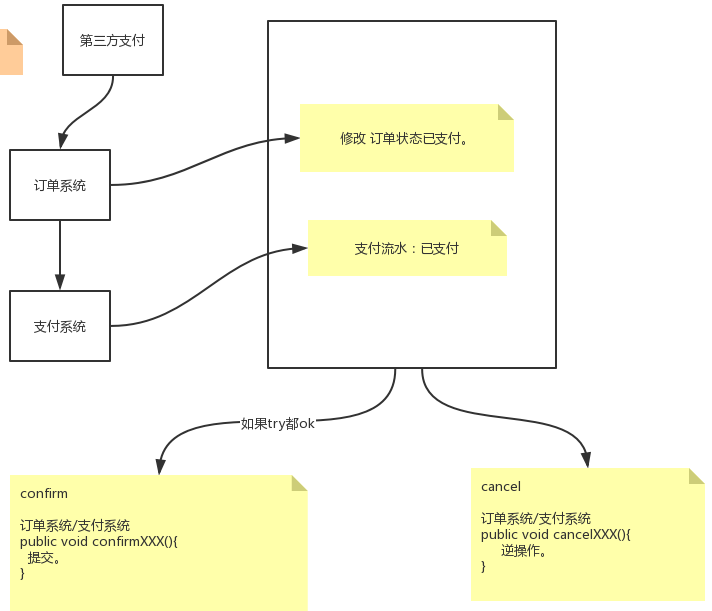 第三方支付
订单系统
修改 订单状态已支付。
支付流水：已支付
支付系统
如果try都ok
confirm
订单系统/支付系统
public void confirmXXX(){
提交。
}
cancel
订单系统/支付系统
public void cancelXXX(){
逆操作。
}